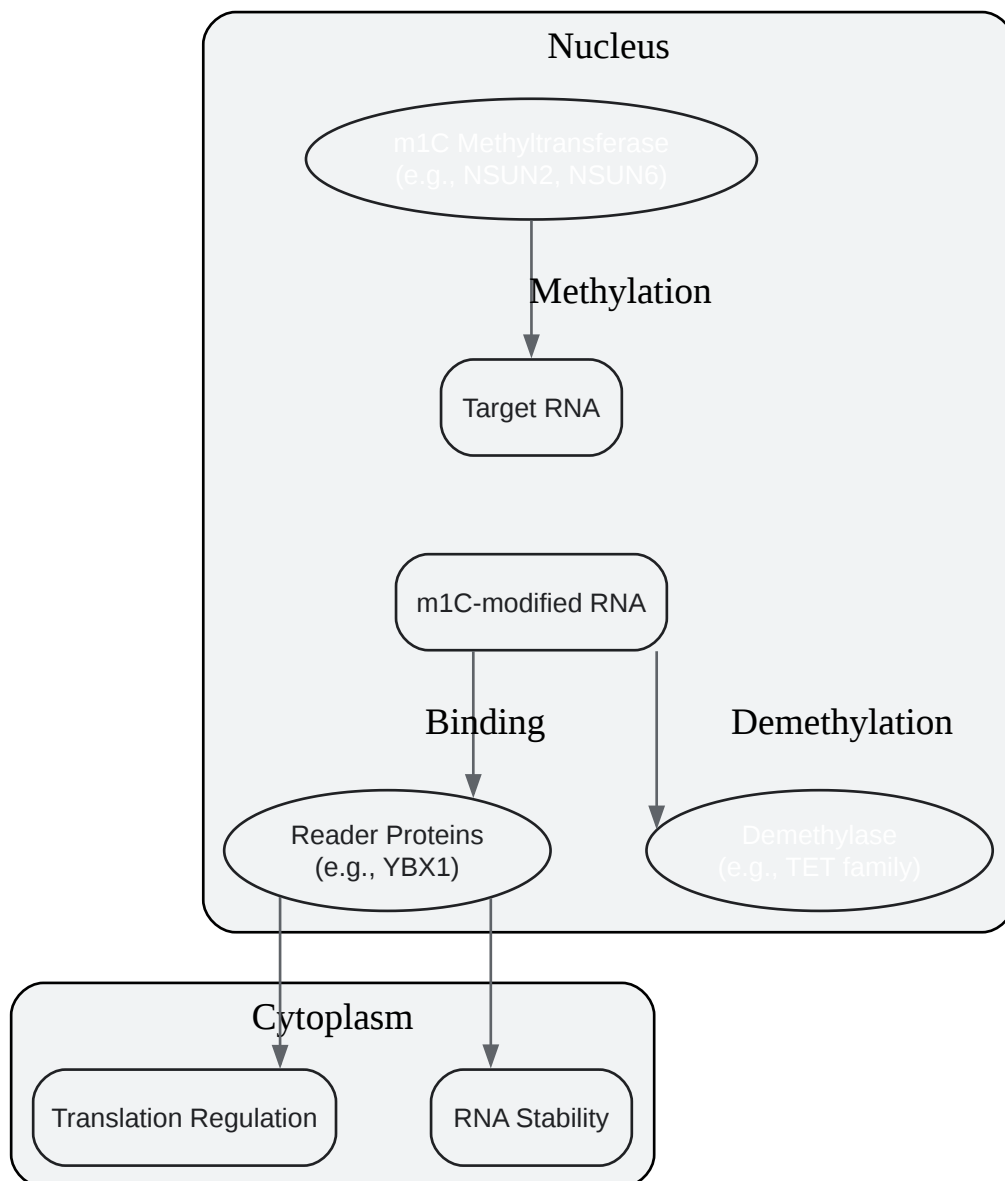 Nucleus
m1C Methyltransferase
(e.g., NSUN2, NSUN6)
Methylation
Target RNA
m1C-modified RNA
Binding
Demethylation
Reader Proteins
(e.g., YBX1)
Demethylase
(e.g., TET family)
Cytoplasm
Translation Regulation
RNA Stability